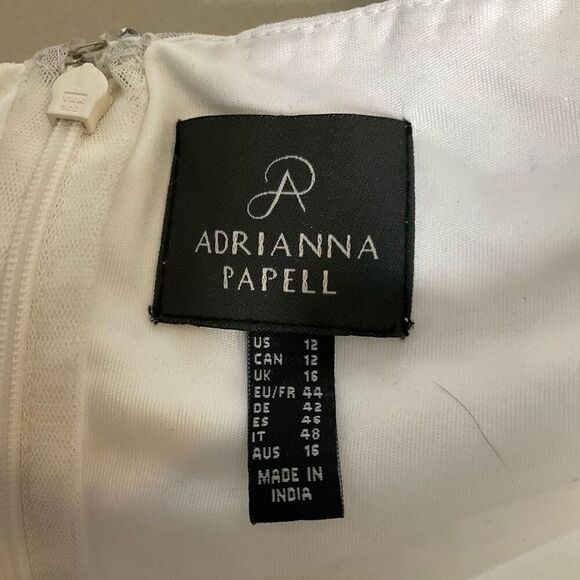 ADRIANNA
PAPELL
US 12
CAN 12
UK 16
EU/FR 44
DE 42
ES 46
IT 48
AUS 16
MADE IN
INDIA